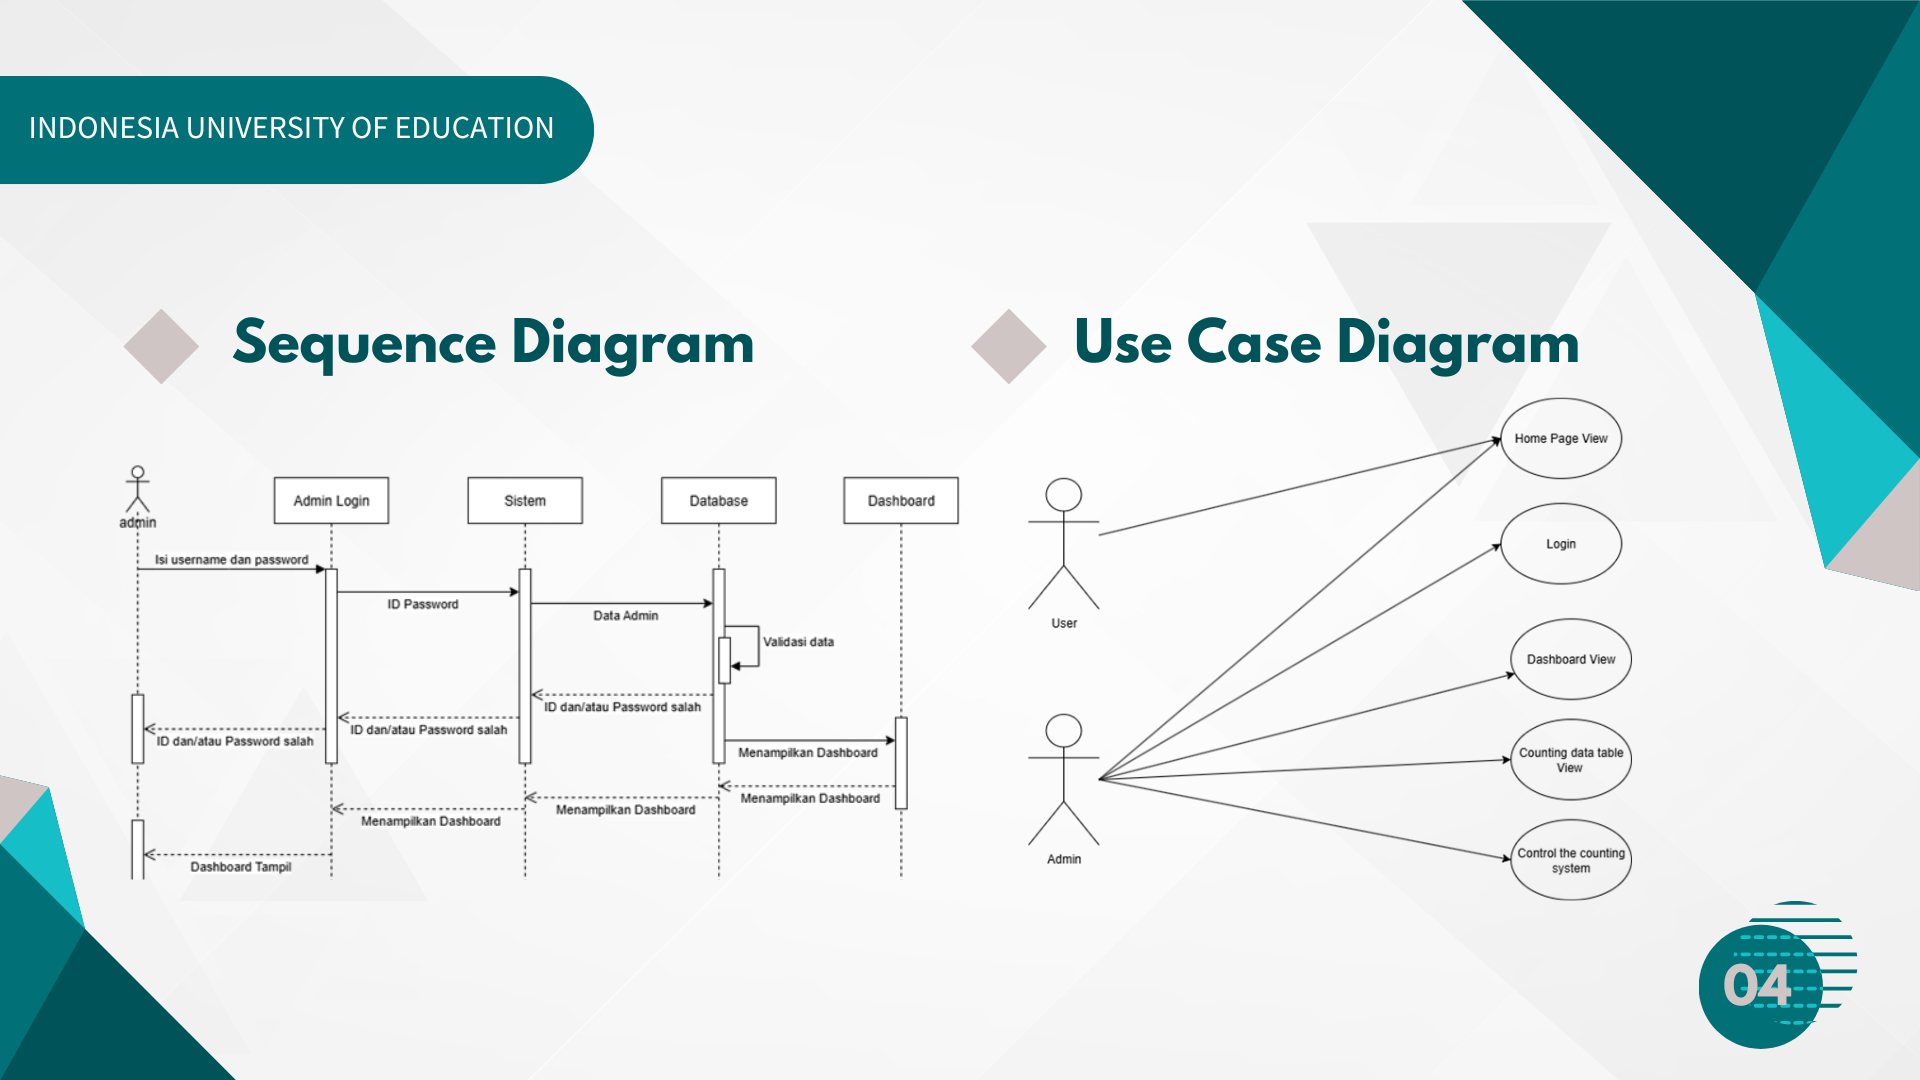 INDONESIA UNIVERSITY OF EDUCATION
Sequence Diagram
admin
Admin Login
Sistem
Database
Dashboard
Isi username dan password
ID Password
Data Admin
Validasi data
ID dan/atau Password salah
ID dan/atau Password salah
ID dan/atau Password salah
Menampilkan Dashboard
Menampilkan Dashboard
Menampilkan Dashboard
Menampilkan Dashboard
Dashboard Tampil
Use Case Diagram
User
Admin
Home Page View
Login
Dashboard View
Counting data table
View
Control the counting
system
04